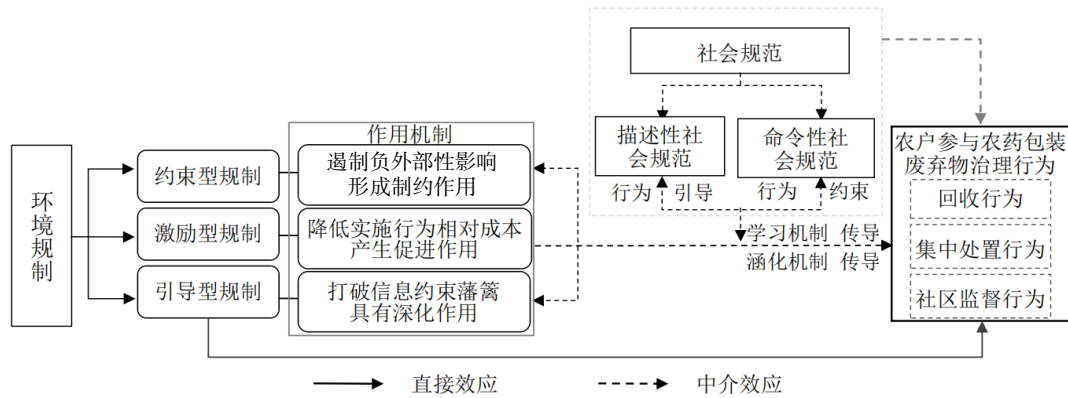 社会规范
描述性社
会规范
命令性社
会规范
行为 引导
行为 约束
作用机制
环境规制
约束型规制
遏制负外部性影响
形成制约作用
激励型规制
降低实施行为相对成本
产生促进作用
引导型规制
打破信息约束藩篱
具有深化作用
学习机制 传导
涵化机制 传导
农户参与农药包装
废弃物治理行为
回收行为
集中处置行为
社区监督行为
直接效应
中介效应